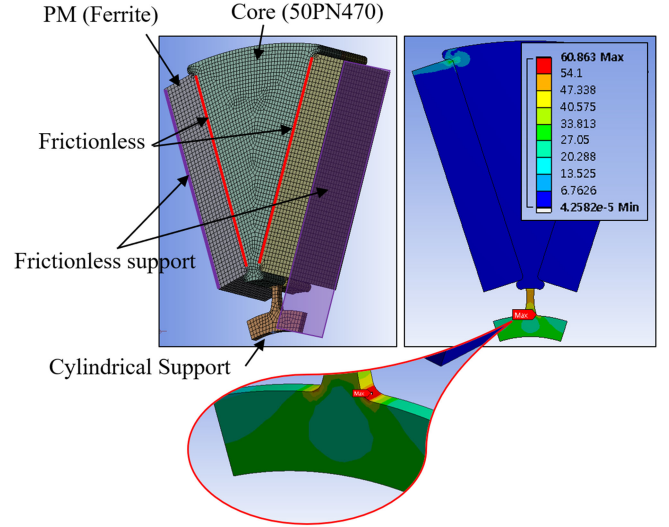 PM (Ferrite)
Core (50PN470)
Frictionless
Frictionless support
Cylindrical Support
60.863 Max
54.1
47.338
40.575
33.813
27.05
20.288
13.525
6.7626
4.2582e-5 Min
Max
Max